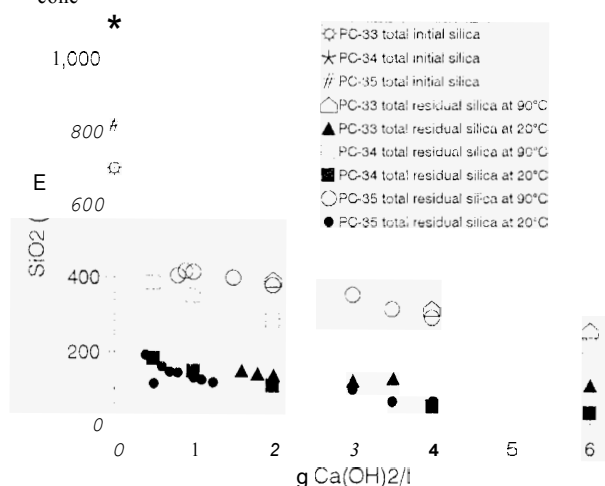 conc
1,000
800
E
600
SiO2 (
400
200
0
0 1 2 3 4 5 6
g Ca(OH)2/l
PC-33 total initial silica
PC-34 total initial silica
PC-35 total initial silica
PC-33 total residual silica at 90°C
PC-33 total residual silica at 20°C
PC-34 total residual silica at 90°C
PC-34 total residual silica at 20°C
PC-35 total residual silica at 90°C
PC-35 total residual silica at 20°C